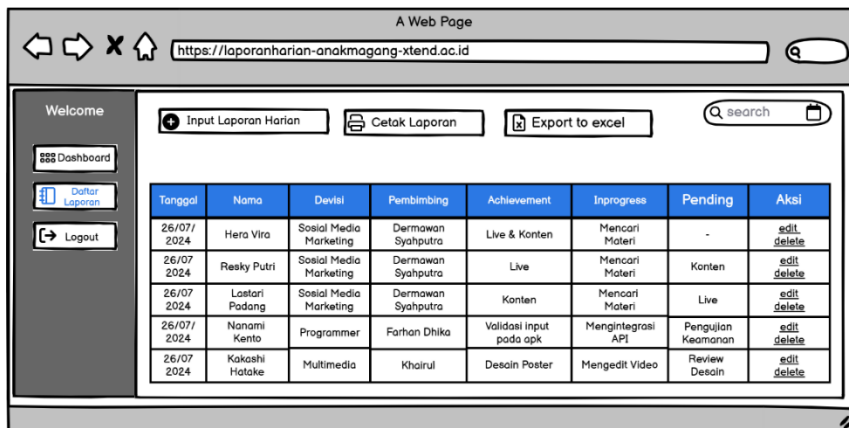 A Web Page
https://laporanharian-anakmagang-xtend.ac.id
Welcome
Dashboard
Daftar
Laporan
Logout
Input Laporan Harian
Cetak Laporan
Export to excel
search
Tanggal Nama Devisi Pembimbing Achievement Inprogress Pending Aksi
26/07/
2024
Hera Vira
Sosial Media
Marketing
Dermawan
Syahputra
Live & Konten
Mencari
Materi
-
edit
delete
26/07
2024
Resky Putri
Sosial Media
Marketing
Dermawan
Syahputra
Live
Mencari
Materi
Konten
edit
delete
26/07
2024
Lastari
Padang
Sosial Media
Marketing
Dermawan
Syahputra
Konten
Mencari
Materi
Live
edit
delete
26/07/
2024
Nanami
Kento
Programmer
Farhan Dhika
Validasi input
pada apk
Mengintegrasi
API
Pengujian
Keamanan
edit
delete
26/07
2024
Kakashi
Hatake
Multimedia
Khairul
Desain Poster
Mengedit Video
Review
Desain
edit
delete